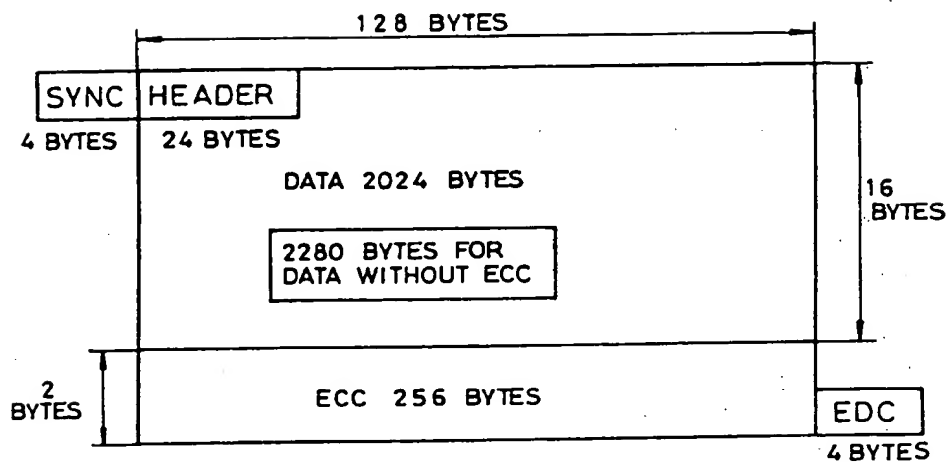 128 BYTES
SYNC HEADER
4 BYTES 24 BYTES
DATA 2024 BYTES
16
BYTES
2280 BYTES FOR
DATA WITHOUT ECC
2
BYTES
ECC 256 BYTES
EDC
4 BYTES